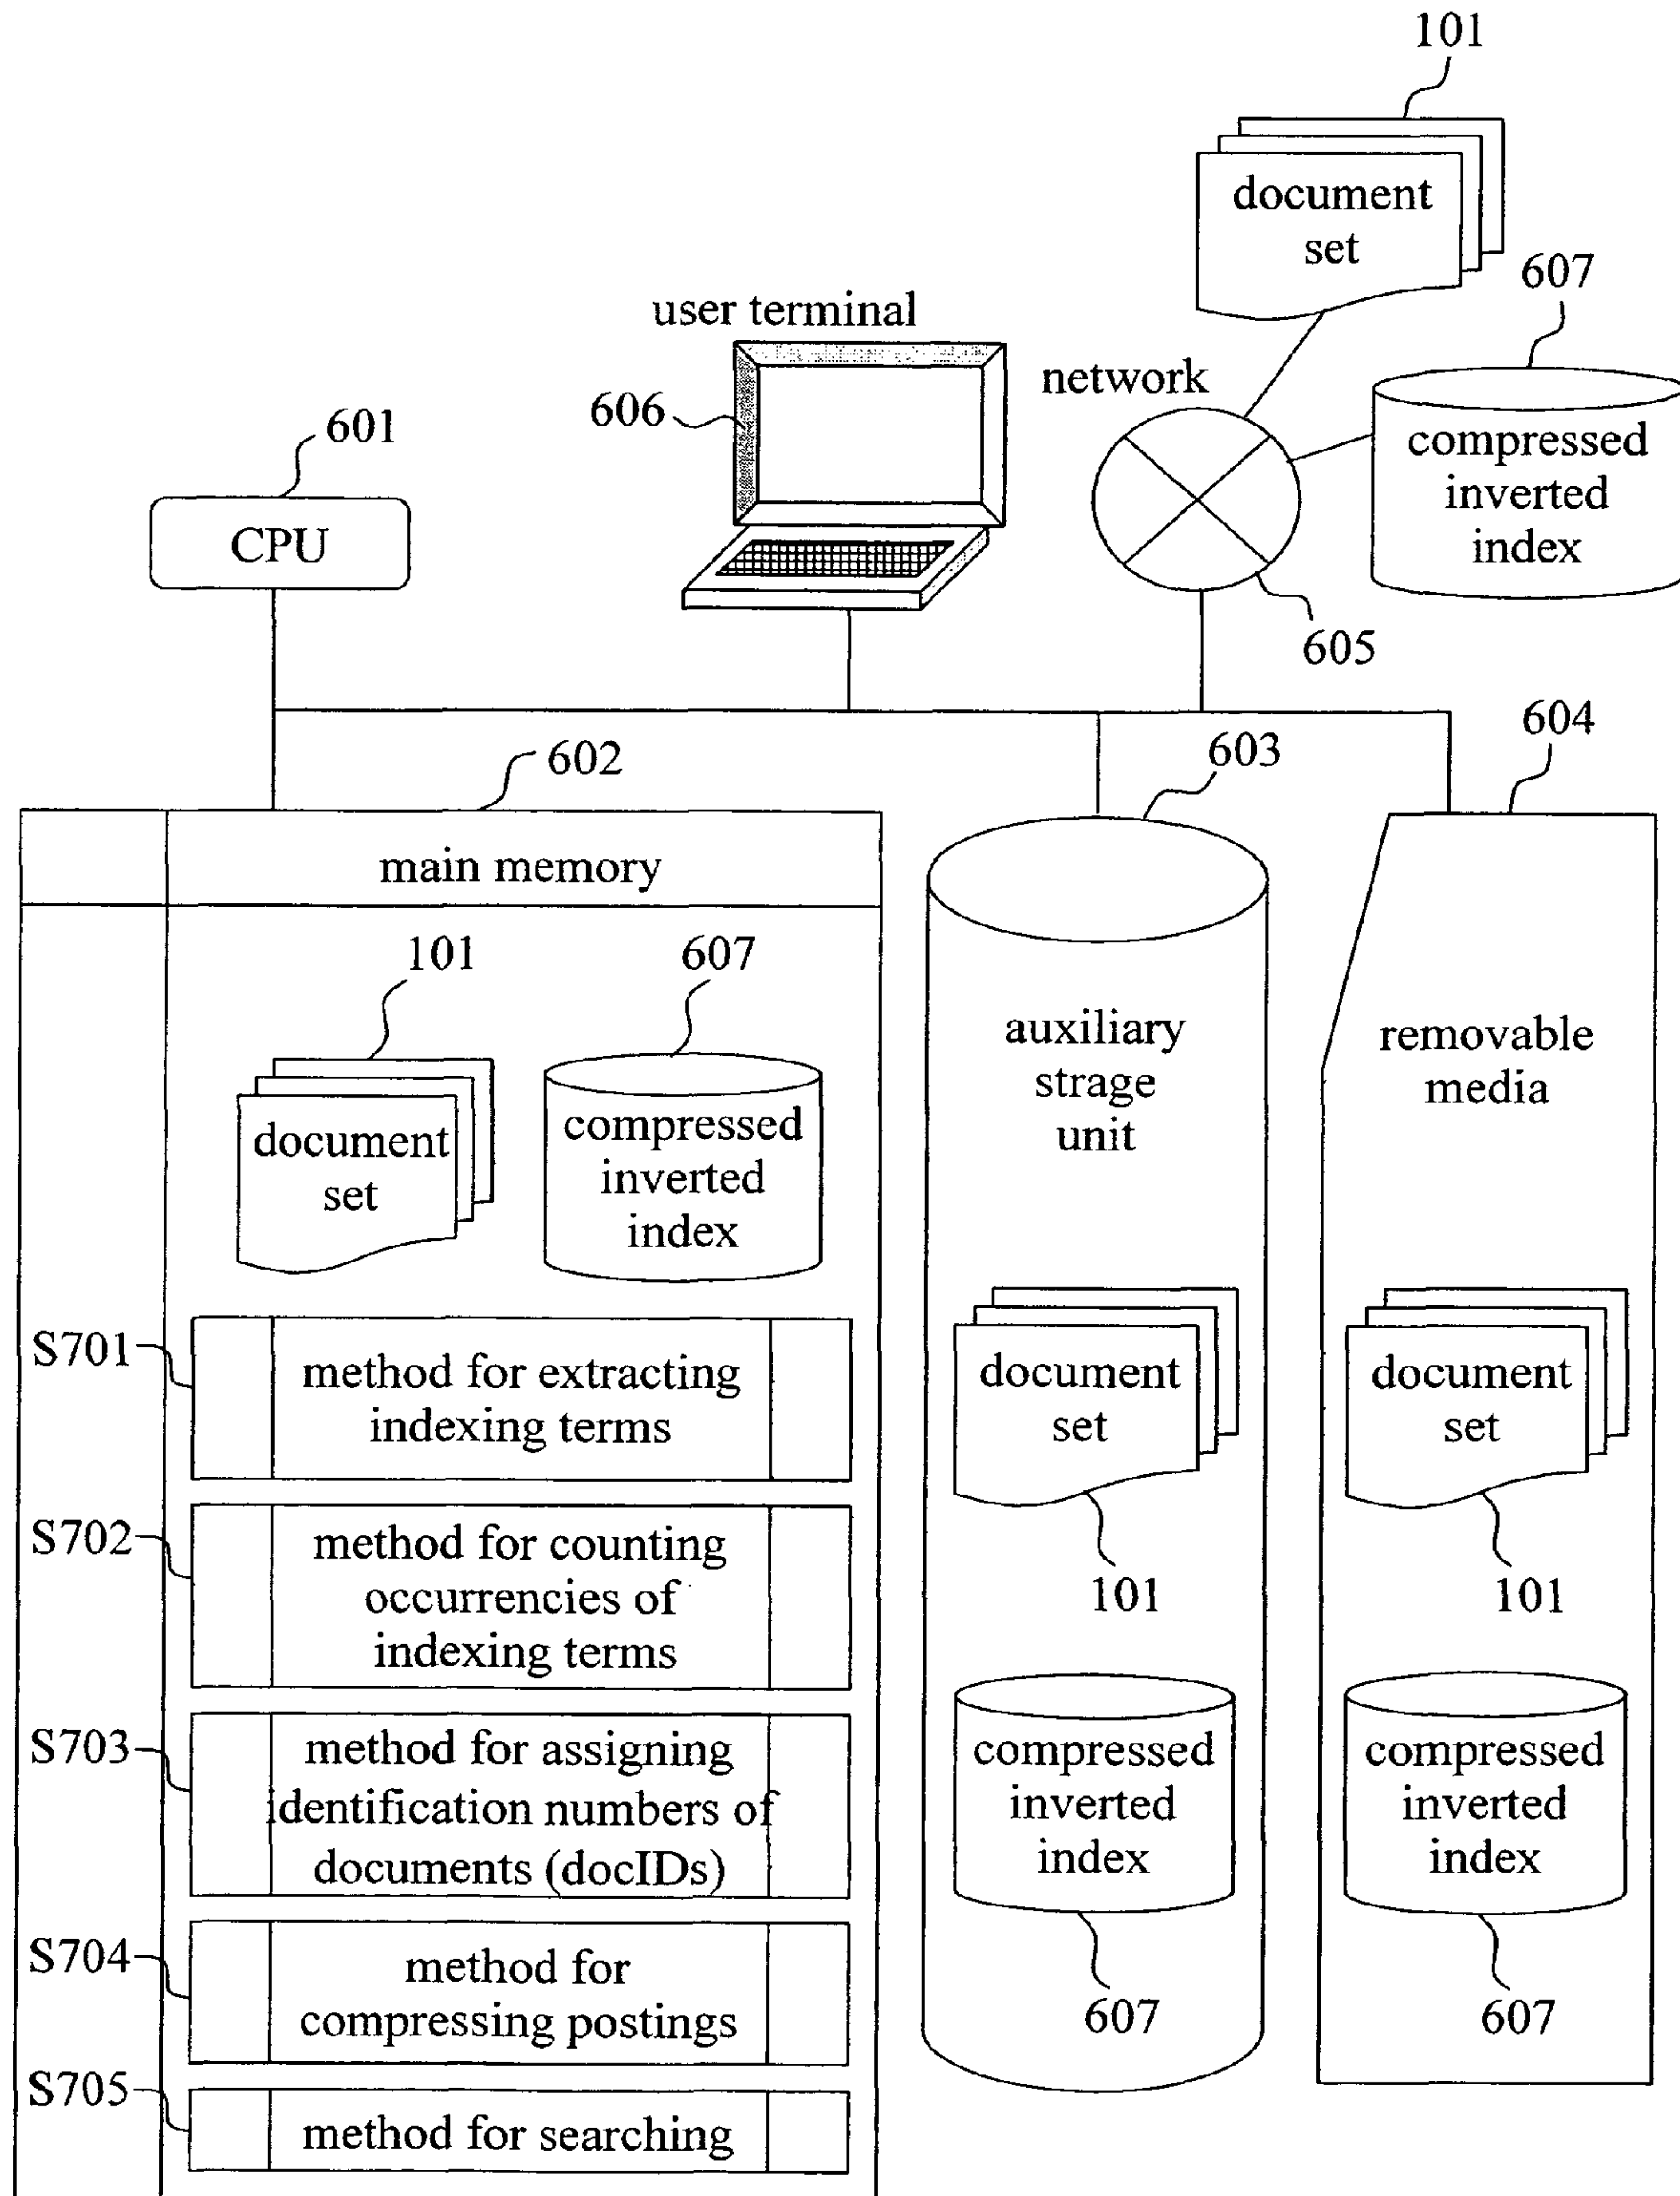 101
document
set
607
user terminal
network
606
compressed
inverted
index
601
CPU
605
604
603
602
main memory
101
607
auxiliary
strage
unit
removable
media
document
set
compressed
inverted
index
S701
method for extracting
indexing terms
document
set
document
set
S702
method for counting
occurrencies of
indexing terms
101
101
S703
method for assigning
identification numbers of
documents (docIDs)
compressed
inverted
index
compressed
inverted
index
S704
method for
compressing postings
607
607
S705
method for searching